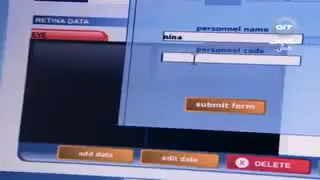 RETINA DATA
EYE
personnel name
nina
personnel code
submit form
add data
edit data
DELETE